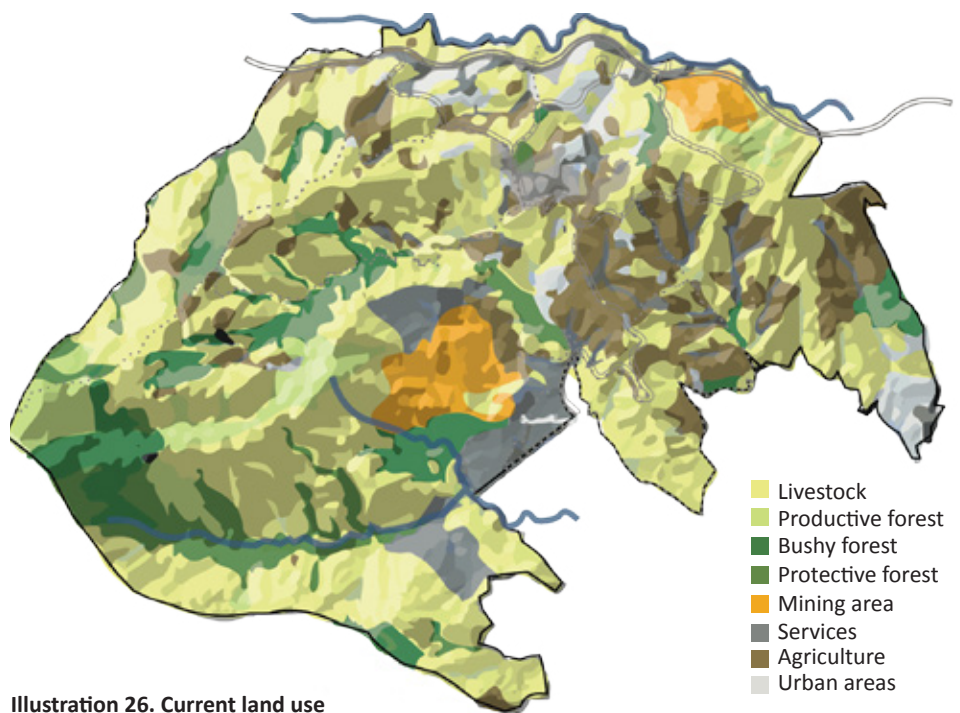 Livestock
Productive forest
Bushy forest
Protective forest
Mining area
Services
Agriculture
Urban areas
Illustration 26. Current land use